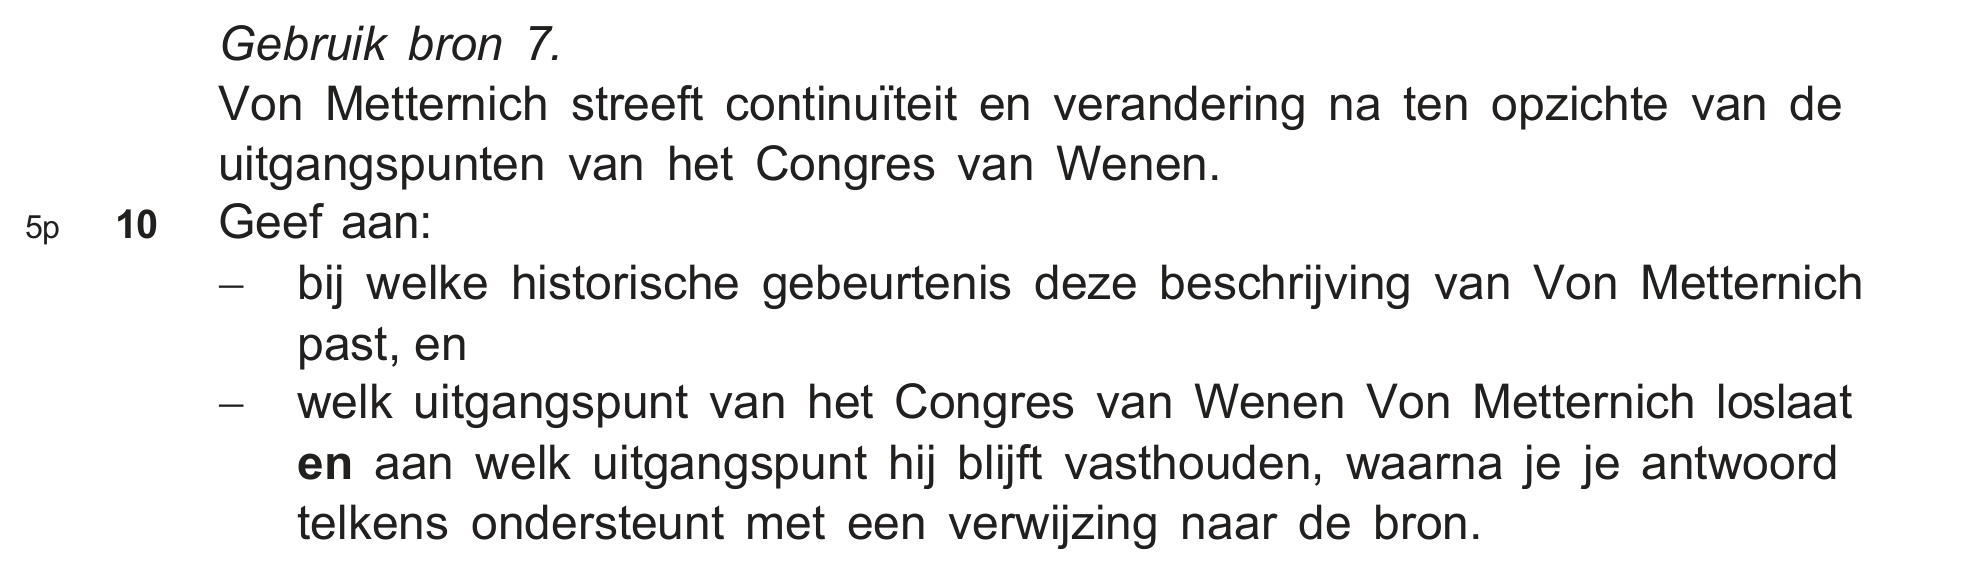 Gebruik bron 7.
Von Metternich streeft continuïteit en verandering na ten opzichte van de
uitgangspunten van het Congres van Wenen.
5p 10 Geef aan:
– bij welke historische gebeurtenis deze beschrijving van Von Metternich
past, en
– welk uitgangspunt van het Congres van Wenen Von Metternich loslaat
en aan welk uitgangspunt hij blijft vasthouden, waarna je je antwoord
telkens ondersteunt met een verwijzing naar de bron.